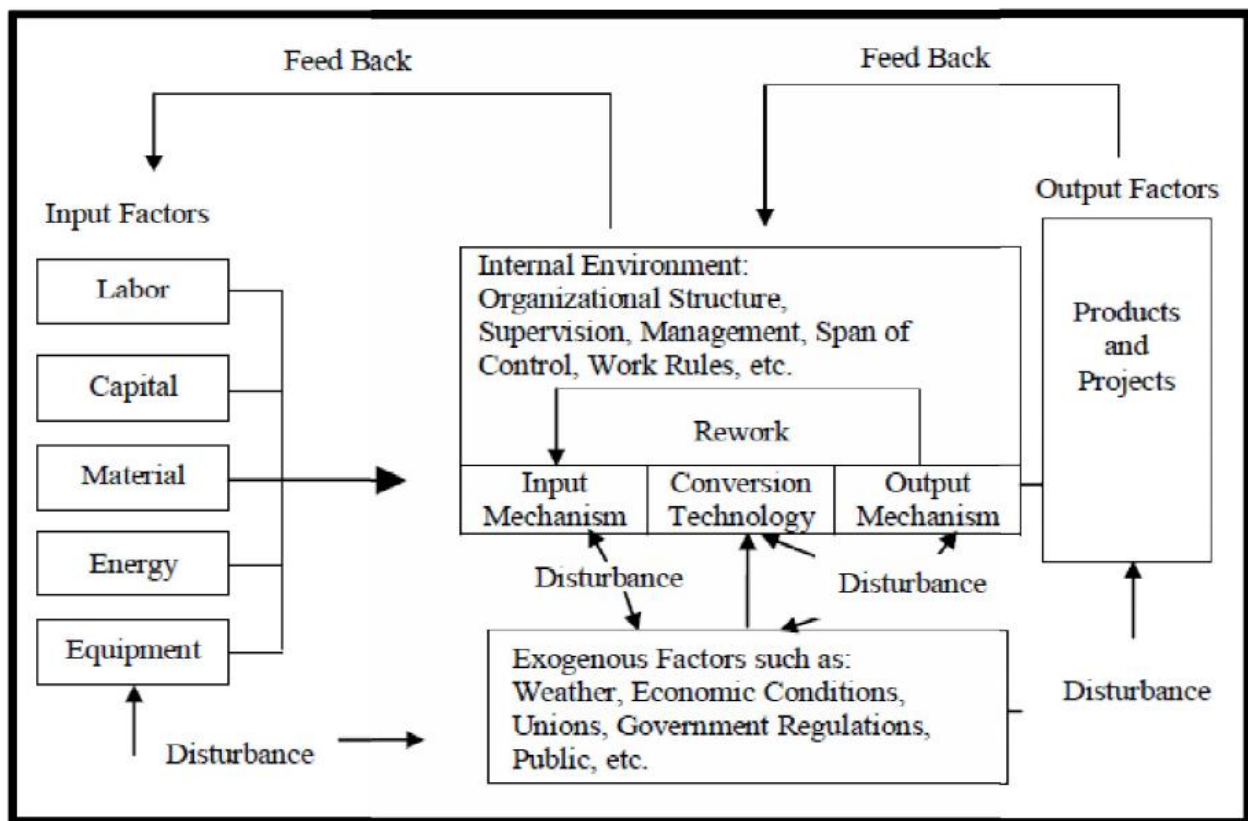 Feed Back
Feed Back
Input Factors
Output Factors
Labor
Capital
Material
Energy
Equipment
Internal Environment:
Organizational Structure,
Supervision, Management, Span of
Control, Work Rules, etc.
Rework
Input
Mechanism
Conversion
Technology
Output
Mechanism
Products
and
Projects
Disturbance
Disturbance
Exogenous Factors such as:
Weather, Economic Conditions,
Unions, Government Regulations,
Public, etc.
Disturbance
Disturbance